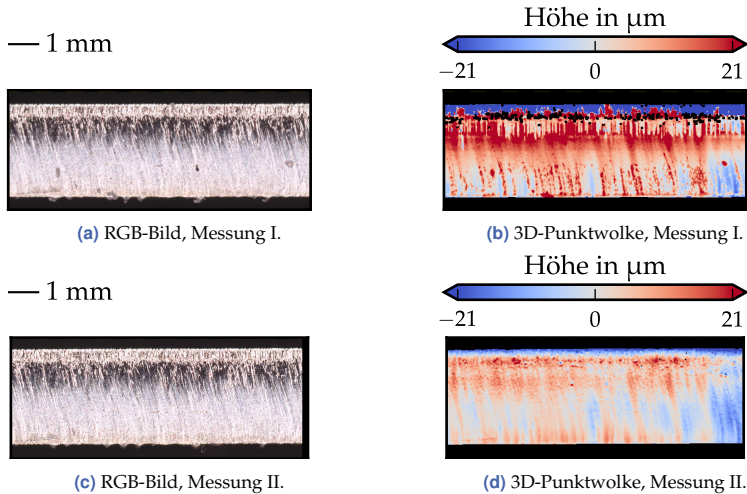 1 mm
Höhe in µm
−21 0 21
(a) RGB-Bild, Messung I.
(b) 3D-Punktwolke, Messung I.
1 mm
Höhe in µm
−21 0 21
(c) RGB-Bild, Messung II.
(d) 3D-Punktwolke, Messung II.